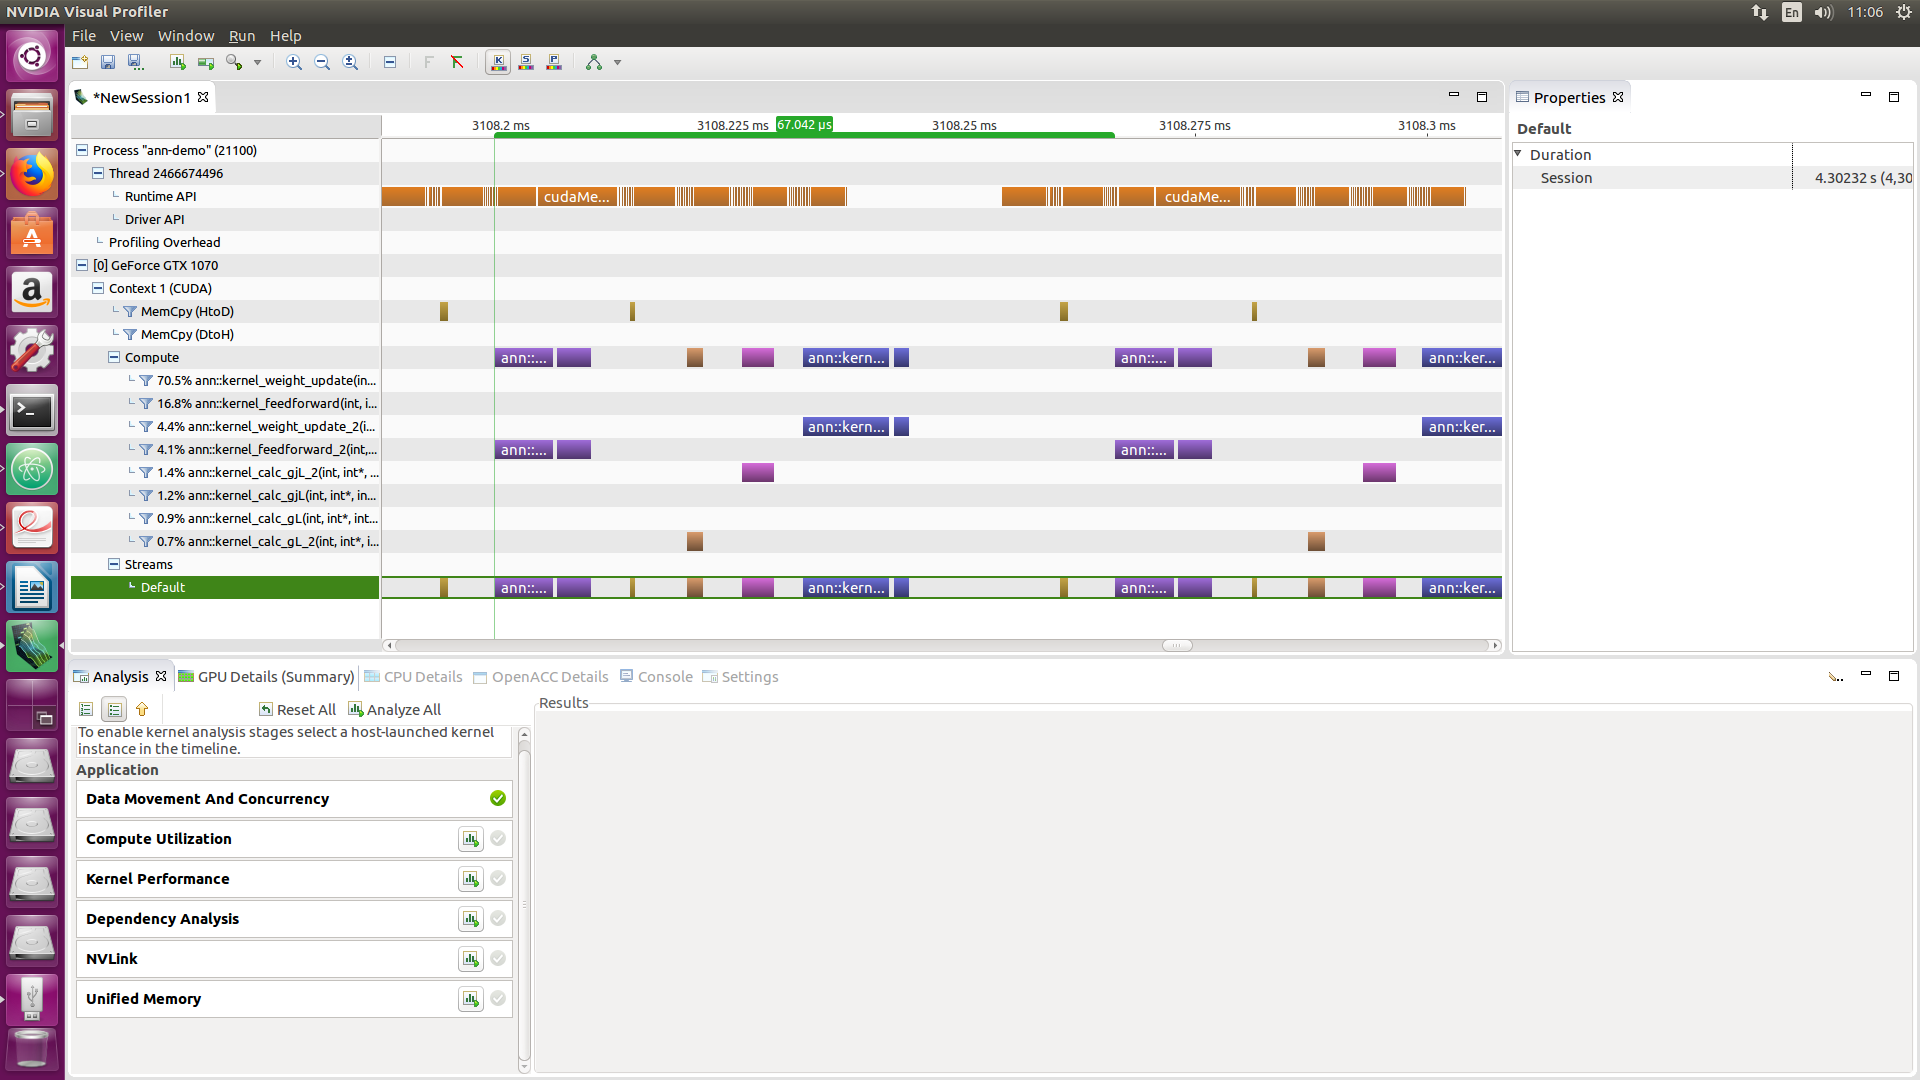 NVIDIA Visual Profiler
En
11:06
File View Window Run Help
K S P
*NewSession1
3108.2 ms 3108.225 ms 67.042 µs 3108.25 ms 3108.275 ms 3108.3 ms
Process "ann-demo" (21100)
Thread 2466674496
Runtime API
cudaMe... cudaMe...
Driver API
Profiling Overhead
[0] GeForce GTX 1070
Context 1 (CUDA)
MemCpy (HtoD)
MemCpy (DtoH)
Compute
ann::... ann::kern... ann::... ann::ker...
70.5% ann::kernel_weight_update(in...
16.8% ann::kernel_feedforward(int, i...
4.4% ann::kernel_weight_update_2(i...
ann::kern... ann::ker...
4.1% ann::kernel_feedforward_2(int,...
ann::... ann::...
1.4% ann::kernel_calc_gjL_2(int, int*, ...
1.2% ann::kernel_calc_gjL(int, int*, in...
0.9% ann::kernel_calc_gL(int, int*, int...
0.7% ann::kernel_calc_gL_2(int, int*, i...
Streams
Default
ann::... ann::kern... ann::... ann::ker...
Properties
Default
Duration
Session 4.30232 s (4,30
Analysis GPU Details (Summary) CPU Details OpenACC Details Console Settings
Reset All Analyze All
To enable kernel analysis stages select a host-launched kernel
instance in the timeline.
Application
Data Movement And Concurrency
Compute Utilization
Kernel Performance
Dependency Analysis
NVLink
Unified Memory
Results